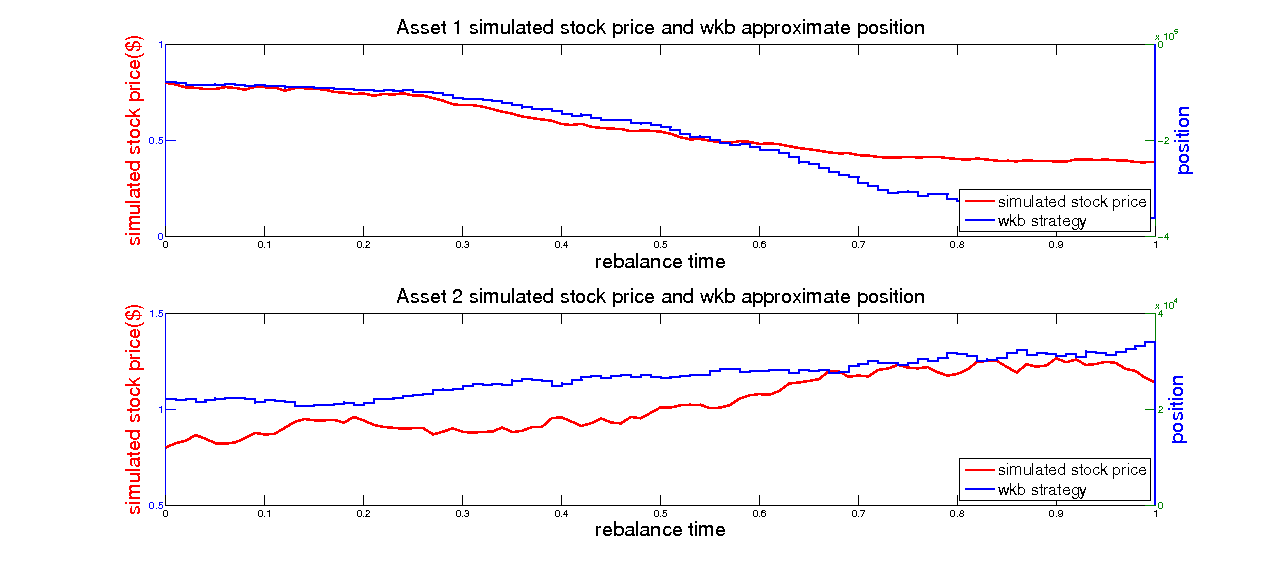 Asset 1 simulated stock price and wkb approximate position
x 10^5
1
0.5
0
simulated stock price($)
0
-2
-4
position
simulated stock price
wkb strategy
0 0.1 0.2 0.3 0.4 0.5 0.6 0.7 0.8 0.9 1
rebalance time
Asset 2 simulated stock price and wkb approximate position
x 10^4
1.5
1
0.5
simulated stock price($)
4
2
0
position
simulated stock price
wkb strategy
0 0.1 0.2 0.3 0.4 0.5 0.6 0.7 0.8 0.9 1
rebalance time